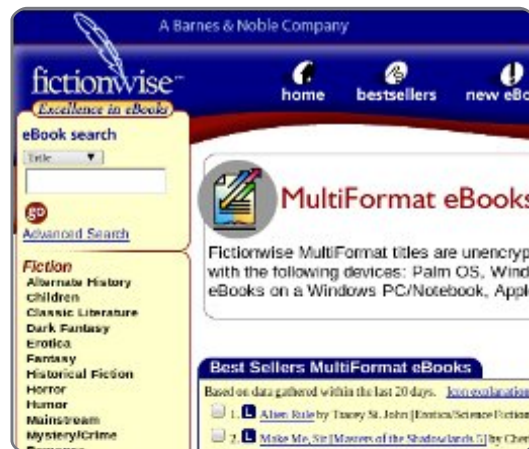 A Barnes & Noble Company
fictionwise
Excellence in eBooks
home
bestsellers
new eBo
eBook search
Title
go
Advanced Search
MultiFormat eBooks
Fictionwise MultiFormat titles are unencryp
with the following devices: Palm OS, Wind
eBooks on a Windows PC/Notebook, Appl
Fiction
Alternate History
Children
Classic Literature
Dark Fantasy
Erotica
Fantasy
Historical Fiction
Horror
Humor
Mainstream
Mystery/Crime
Romance
Best Sellers MultiFormat eBooks
Based on data gathered within the last 20 days. Icon explanation
1. L Alien Rule by Tracey St. John [Erotica/Science Fiction
2. L Make Me, Sir [Masters of the Shadowlands 5] by Cher